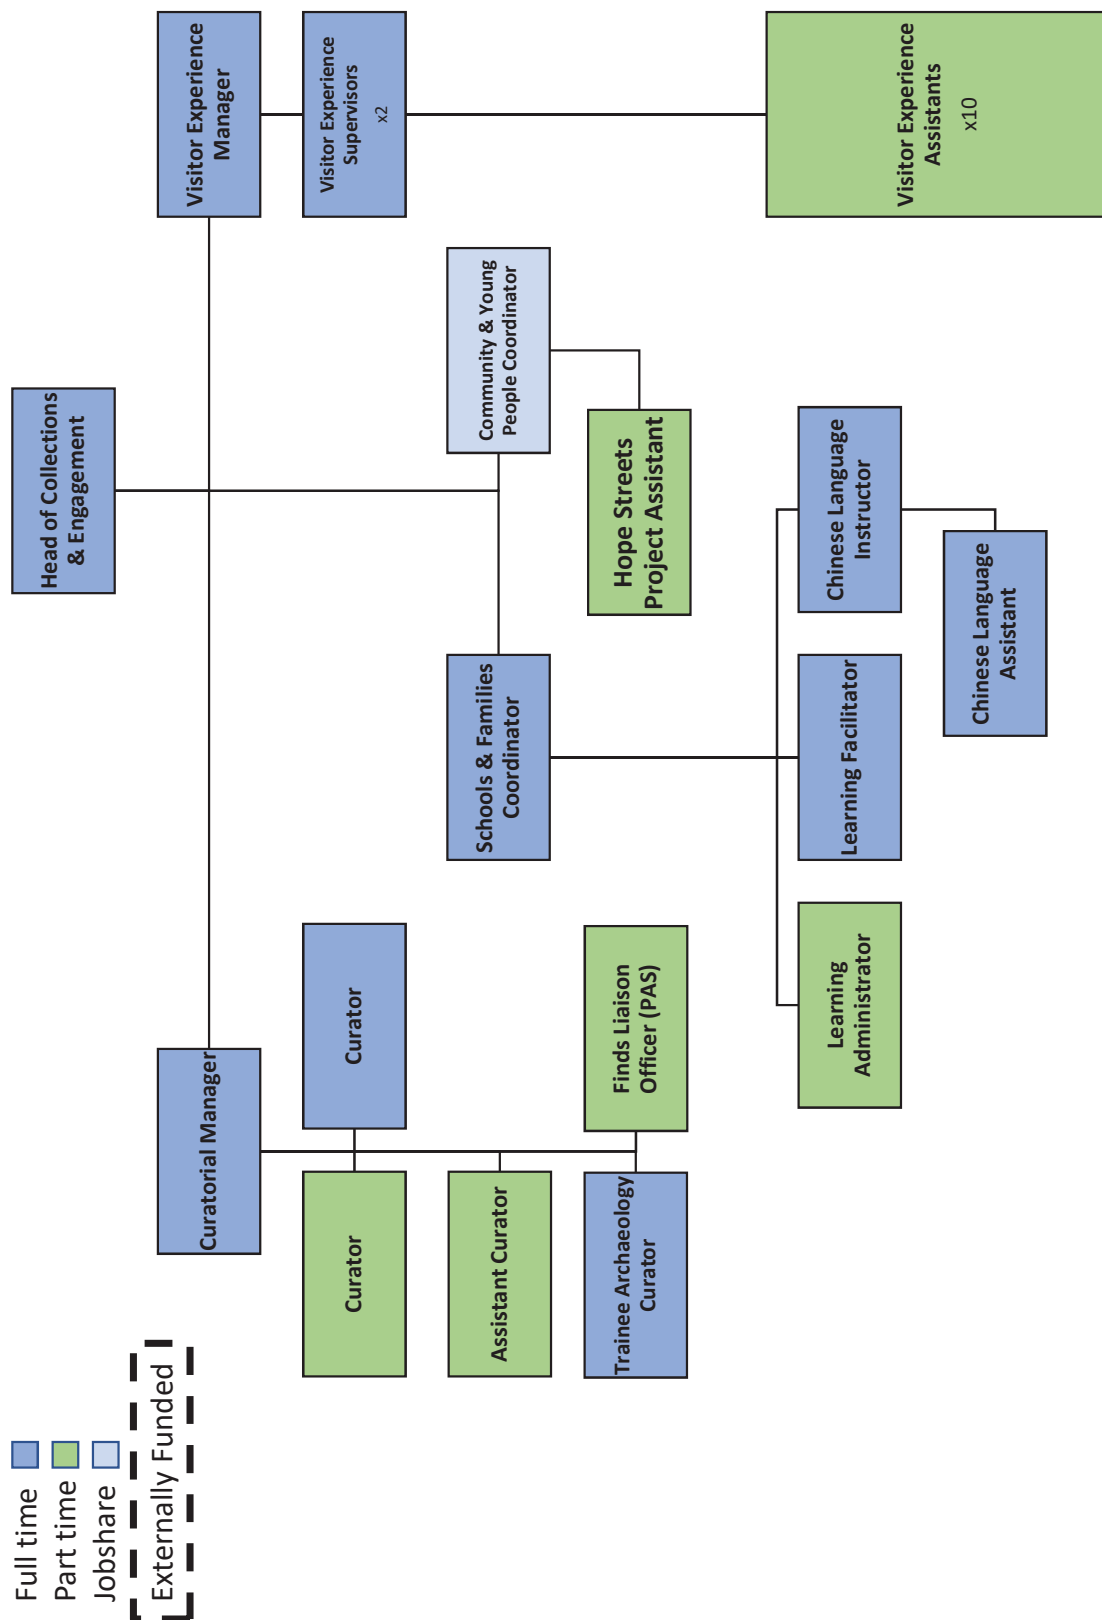 Full time
Part time
Jobshare
Externally Funded
Head of Collections
& Engagement
Curatorial Manager
Visitor Experience
Manager
Curator
Curator
Visitor Experience
Supervisors
x2
Assistant Curator
Schools & Families
Coordinator
Community & Young
People Coordinator
Trainee Archaeology
Curator
Finds Liaison
Officer (PAS)
Hope Streets
Project Assistant
Learning
Administrator
Learning Facilitator
Chinese Language
Instructor
Visitor Experience
Assistants
x10
Chinese Language
Assistant